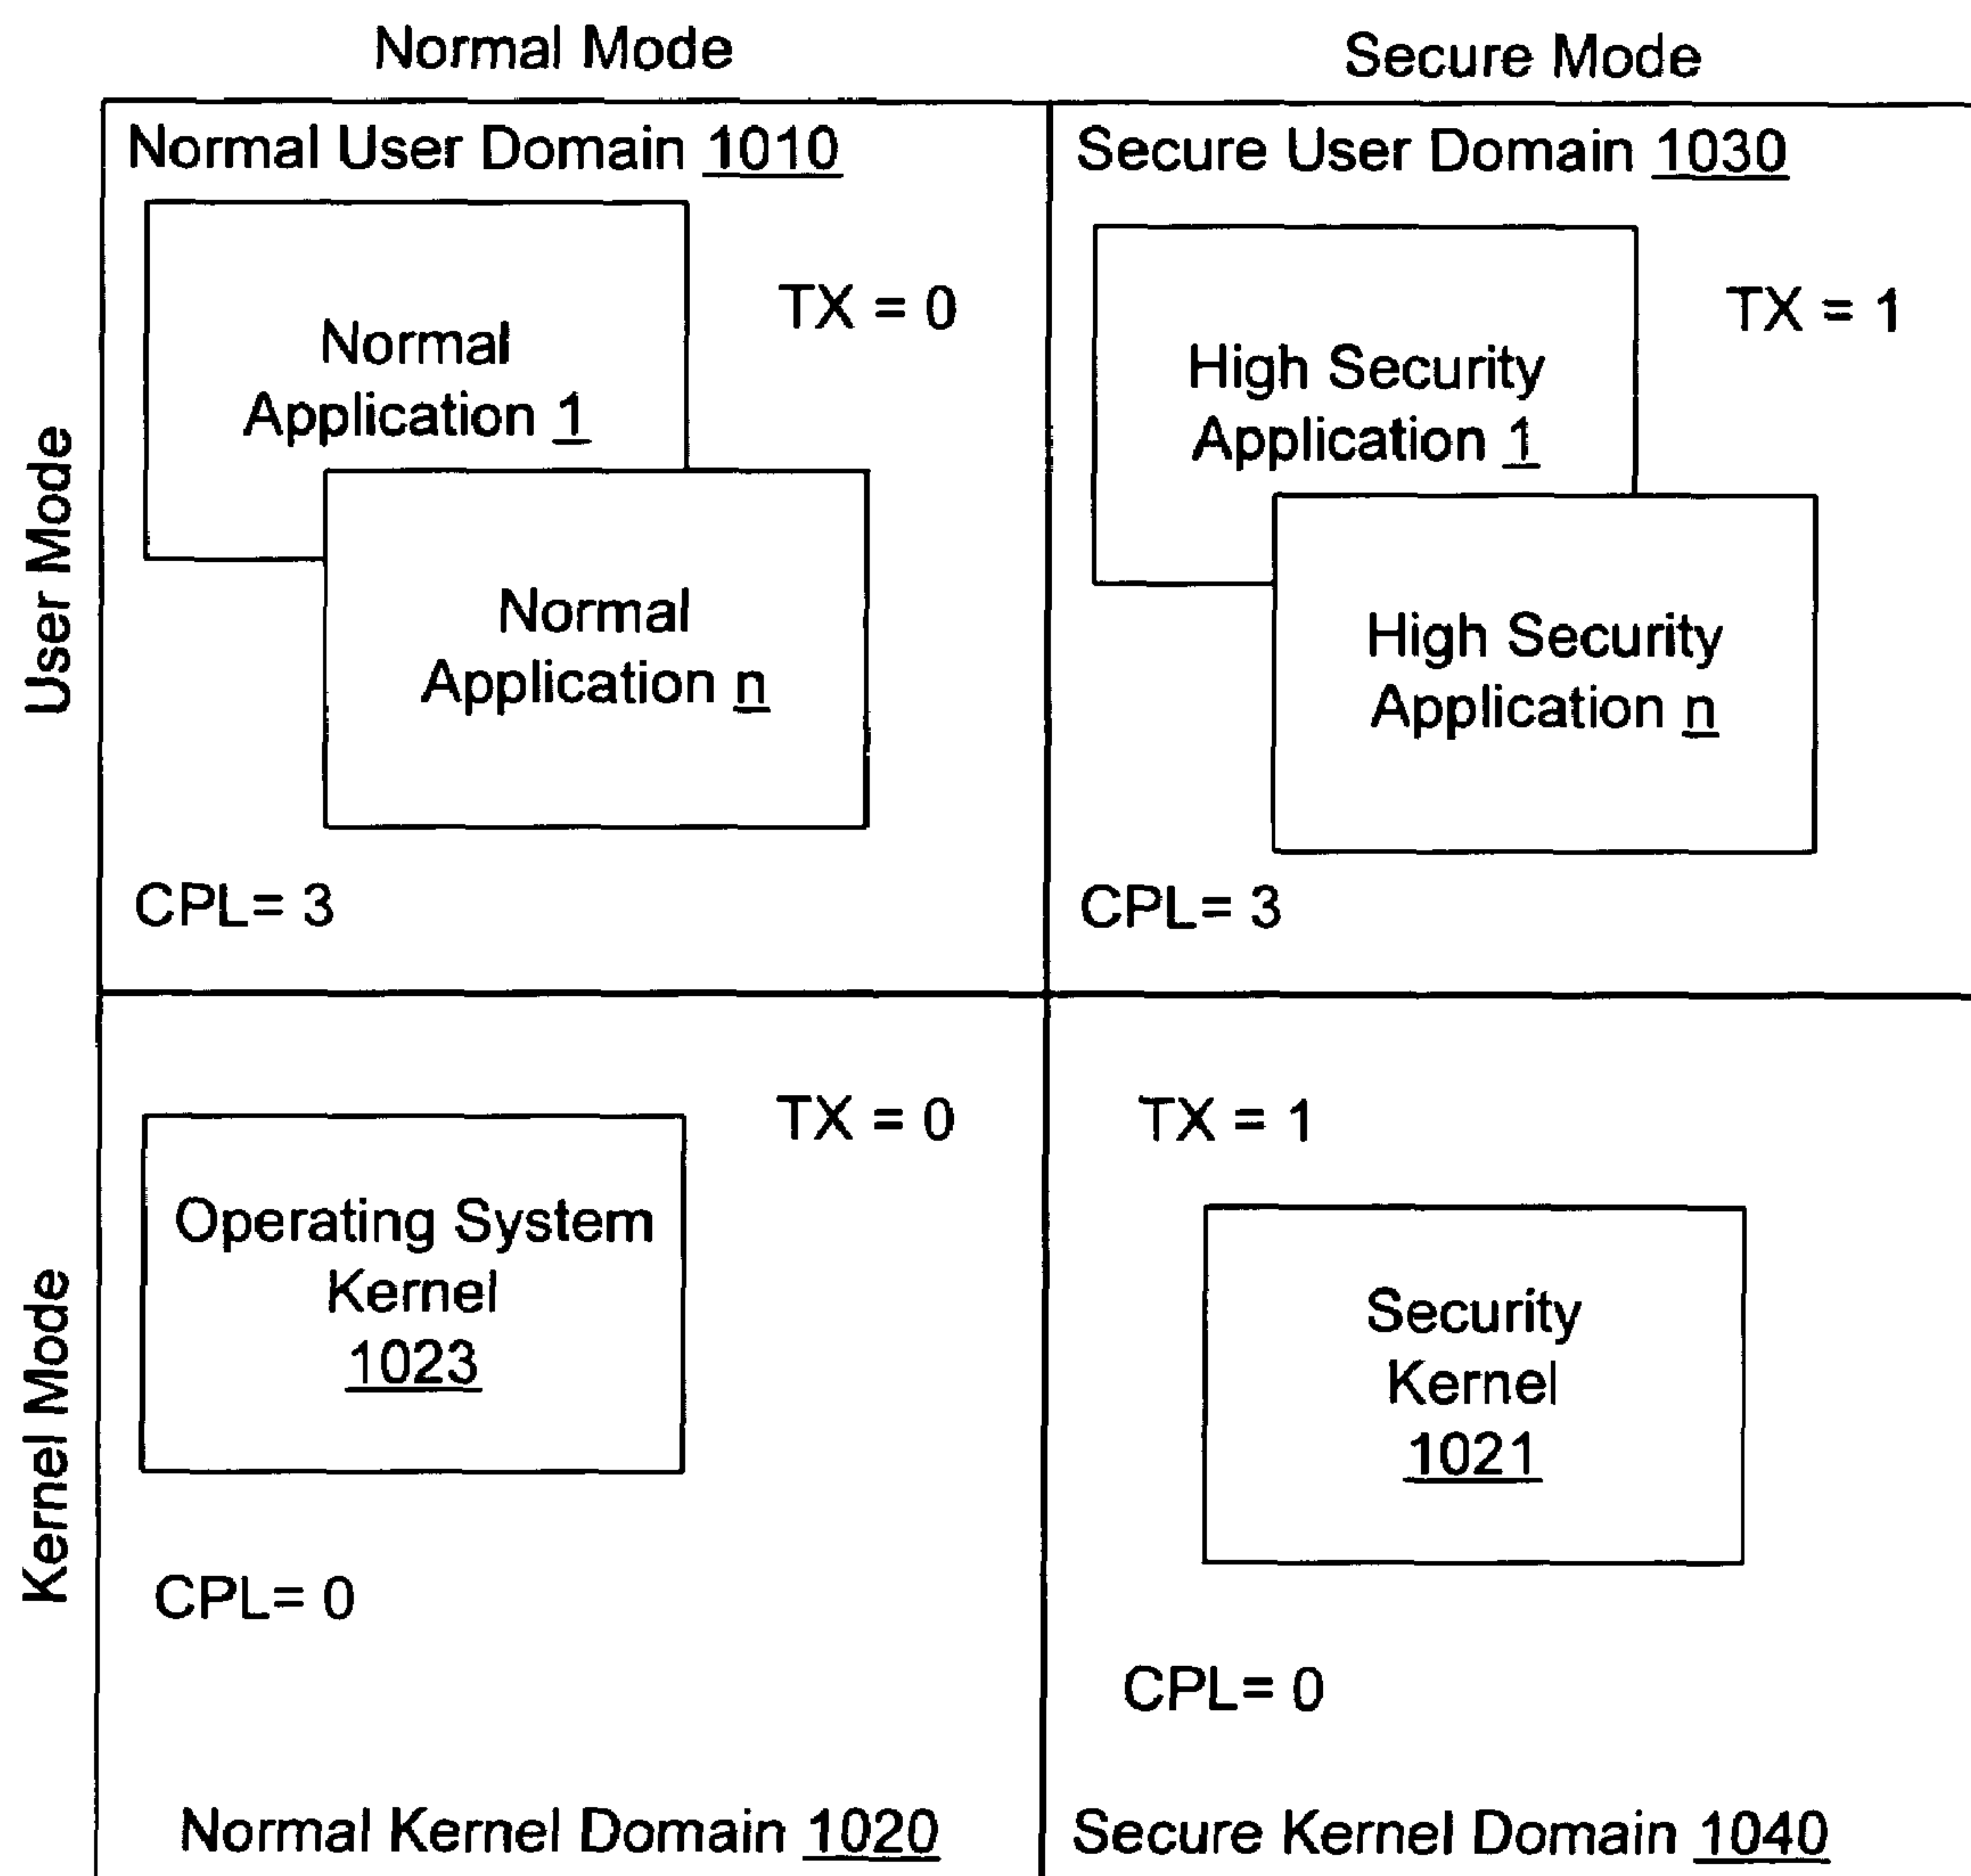 Normal Mode
Secure Mode
User Mode
Normal User Domain 1010
TX = 0
Normal
Application 1
Normal
Application n
CPL= 3
Secure User Domain 1030
TX = 1
High Security
Application 1
High Security
Application n
CPL= 3
Kernel Mode
TX = 0
Operating System
Kernel
1023
CPL= 0
Normal Kernel Domain 1020
TX = 1
Security
Kernel
1021
CPL= 0
Secure Kernel Domain 1040